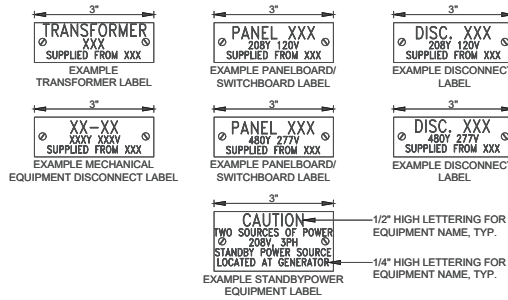 3"
TRANSFORMER
XXX
SUPPLIED FROM XXX
EXAMPLE
TRANSFORMER LABEL
3"
PANEL XXX
208Y 120V
SUPPLIED FROM XXX
EXAMPLE PANELBOARD/
SWITCHBOARD LABEL
3"
DISC. XXX
208Y 120V
SUPPLIED FROM XXX
EXAMPLE DISCONNECT
LABEL
3"
XX-XX
XXXY XXXV
SUPPLIED FROM XXX
EXAMPLE MECHANICAL
EQUIPMENT DISCONNECT LABEL
3"
PANEL XXX
480Y 277V
SUPPLIED FROM XXX
EXAMPLE PANELBOARD/
SWITCHBOARD LABEL
3"
DISC. XXX
480Y 277V
SUPPLIED FROM XXX
EXAMPLE DISCONNECT
LABEL
3"
CAUTION
TWO SOURCES OF POWER
208V, 3PH
STANDBY POWER SOURCE
LOCATED AT GENERATOR
1/2" HIGH LETTERING FOR
EQUIPMENT NAME, TYP.
1/4" HIGH LETTERING FOR
EQUIPMENT NAME, TYP.
EXAMPLE STANDBYPOWER
EQUIPMENT LABEL